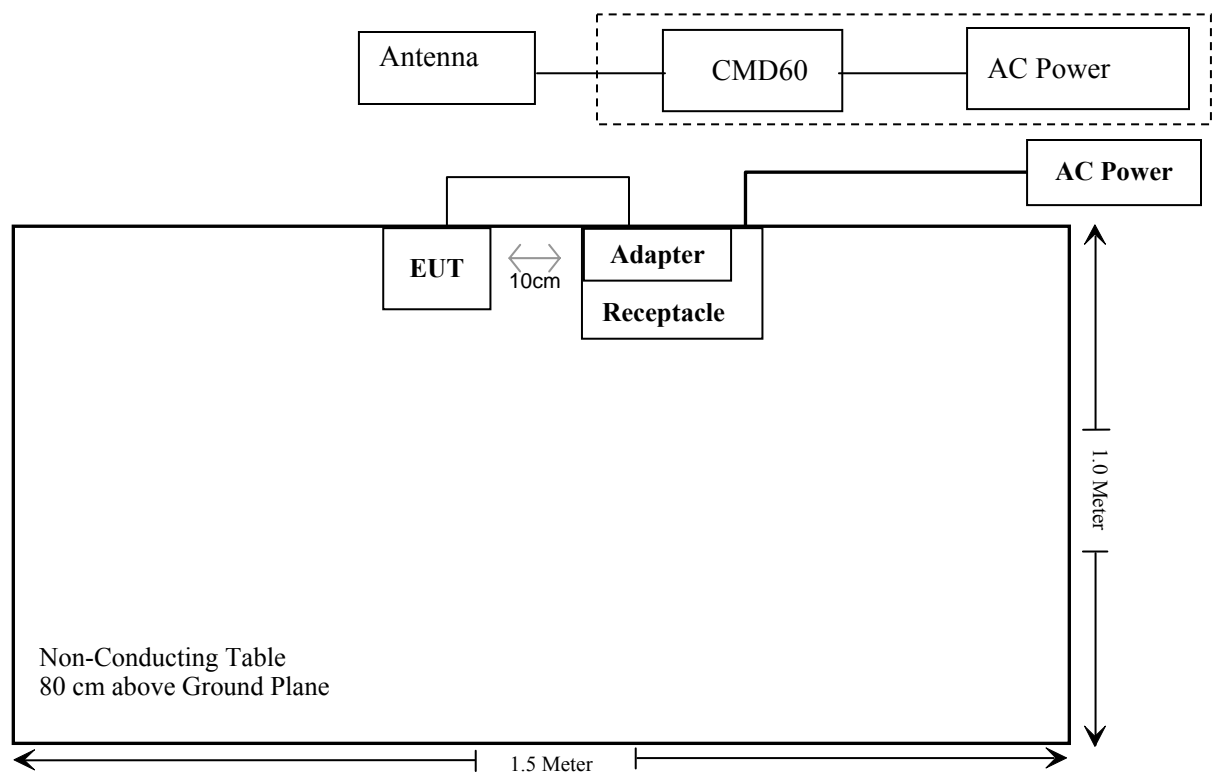 Antenna
CMD60
AC Power
AC Power
EUT
10cm
Adapter
Receptacle
1.0 Meter
Non-Conducting Table
80 cm above Ground Plane
1.5 Meter